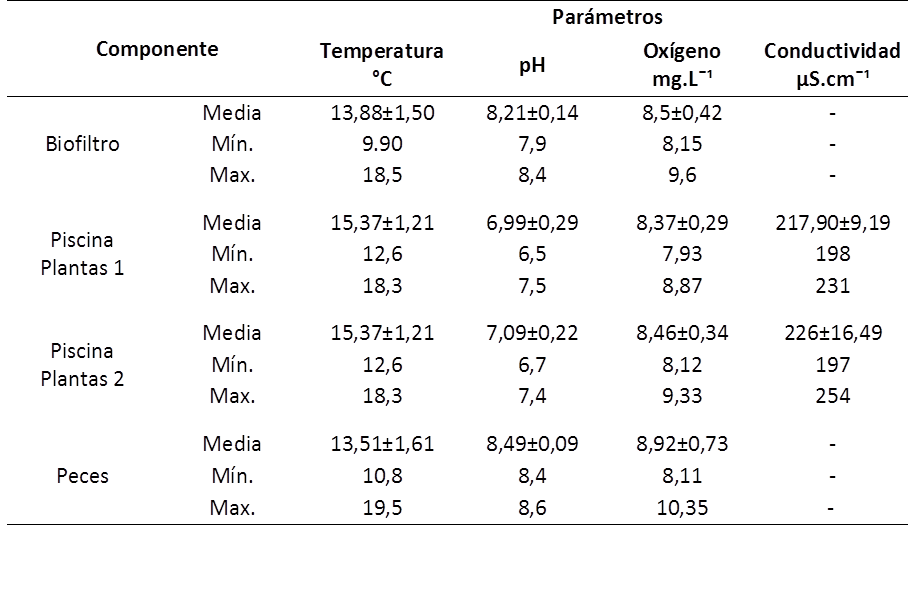 Parámetros
Componente Temperatura °C pH Oxígeno mg.L⁻¹ Conductividad µS.cm⁻¹
Media 13,88±1,50 8,21±0,14 8,5±0,42 -
Biofiltro Mín. 9.90 7,9 8,15 -
Max. 18,5 8,4 9,6 -
Media 15,37±1,21 6,99±0,29 8,37±0,29 217,90±9,19
Piscina Plantas 1 Mín. 12,6 6,5 7,93 198
Max. 18,3 7,5 8,87 231
Media 15,37±1,21 7,09±0,22 8,46±0,34 226±16,49
Piscina Plantas 2 Mín. 12,6 6,7 8,12 197
Max. 18,3 7,4 9,33 254
Media 13,51±1,61 8,49±0,09 8,92±0,73 -
Peces Mín. 10,8 8,4 8,11 -
Max. 19,5 8,6 10,35 -